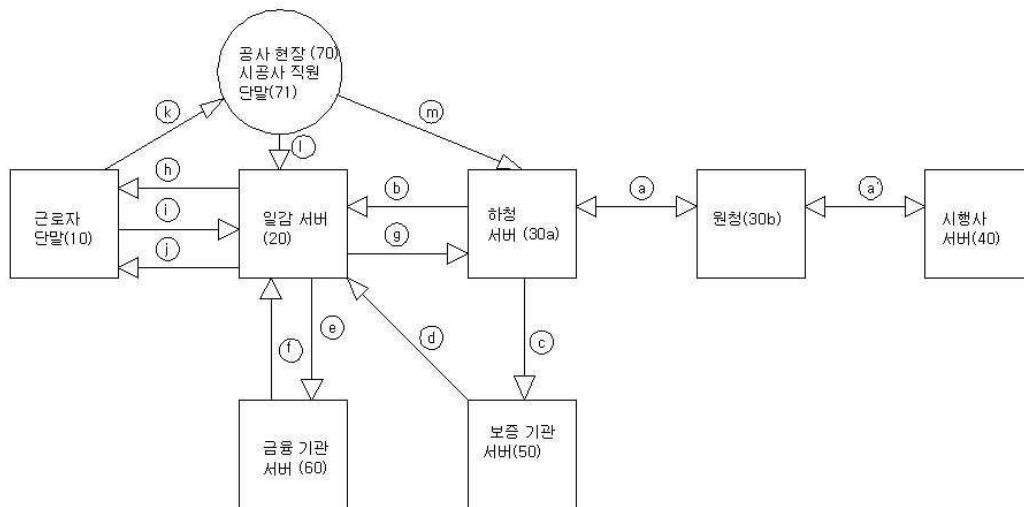 공사 현장 (70)
시공사 직원
단말(71)
k
m
l
h
b
a
a'
근로자
단말(10)
i
일감 서버
(20)
하청
서버 (30a)
원청(30b)
시행사
서버(40)
g
j
f
e
d
c
금융 기관
서버 (60)
보증 기관
서버(50)